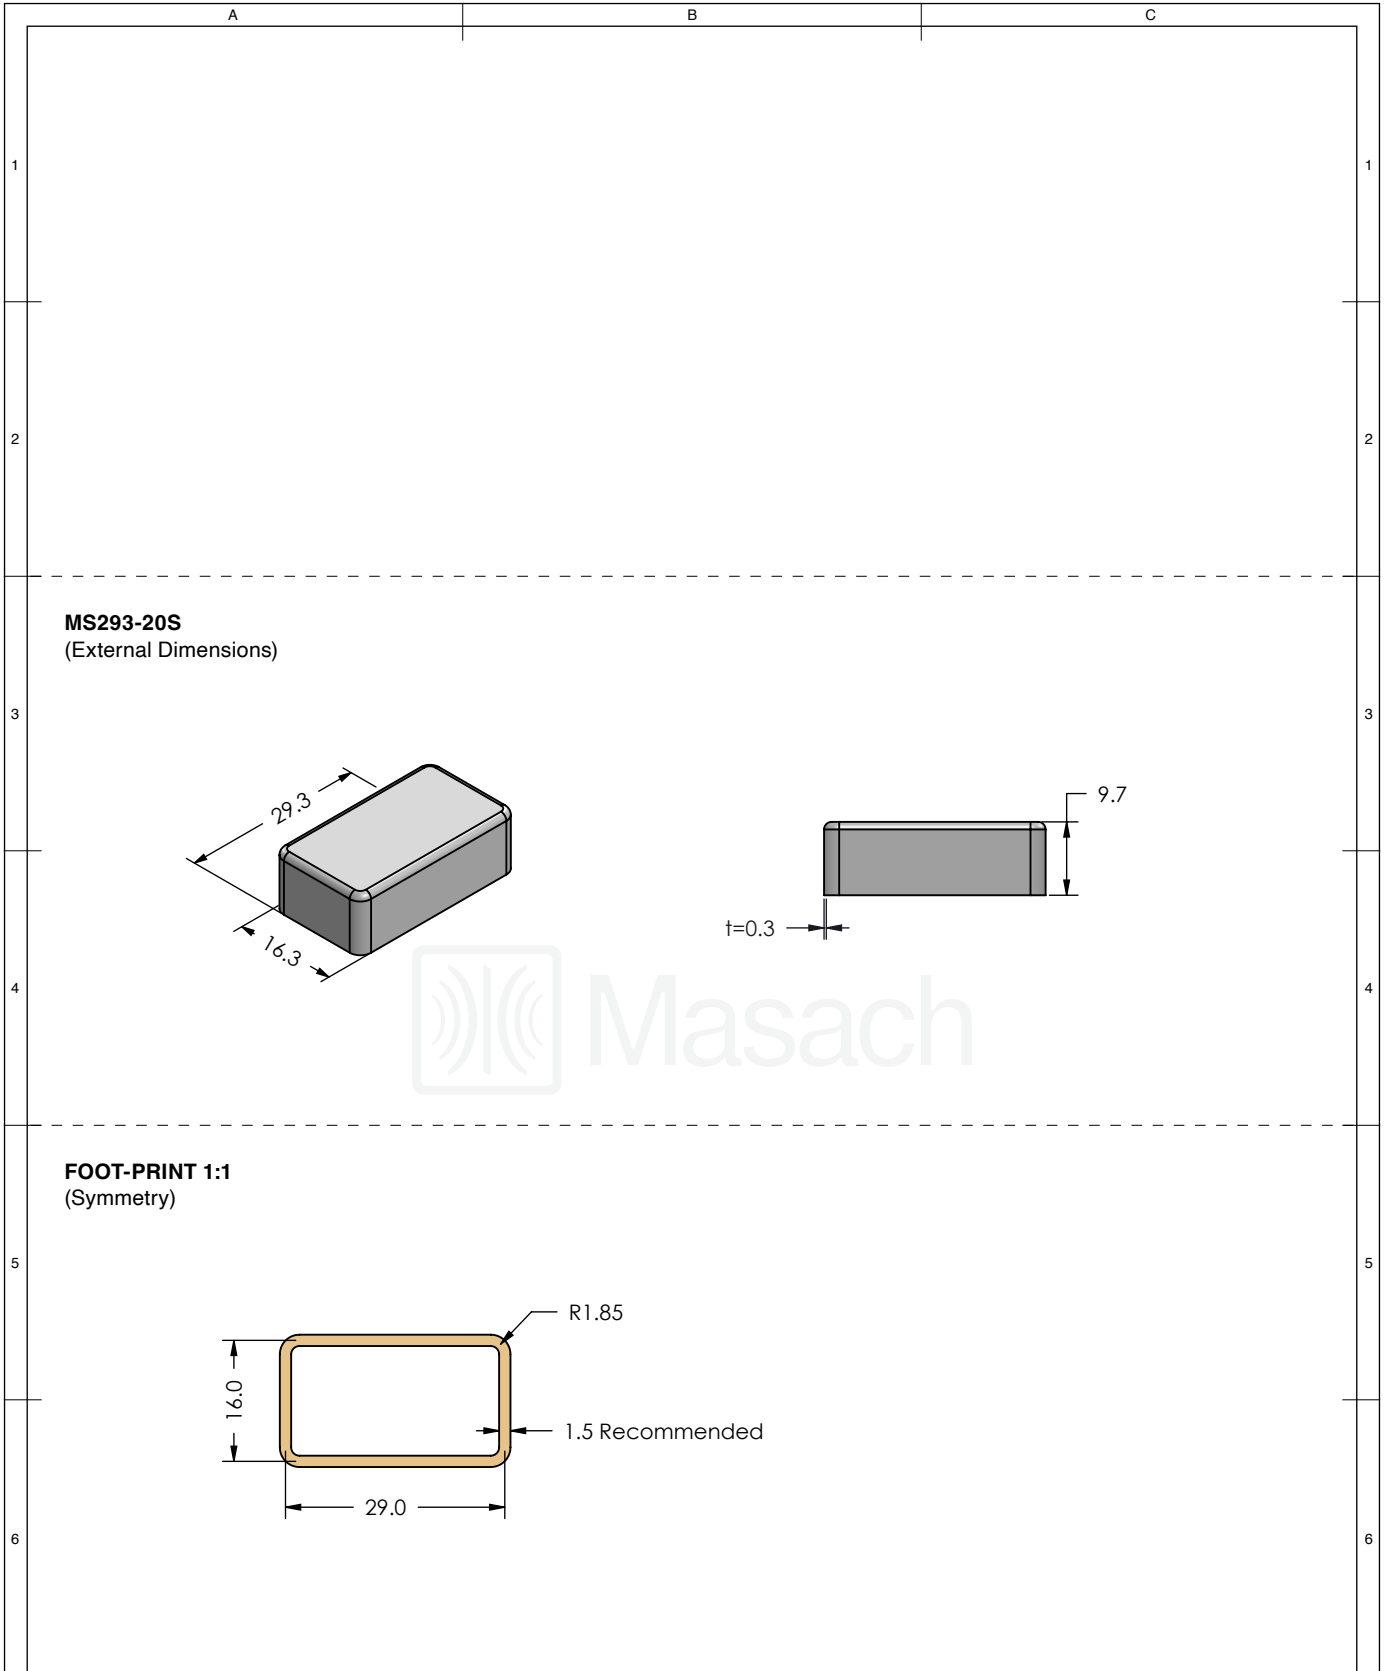 A B C
1 1
2 2
MS293-20S
(External Dimensions)
3 3
29.3
9.7
t=0.3
16.3
4 4
Masach
FOOT-PRINT 1:1
(Symmetry)
5 5
R1.85
16.0
1.5 Recommended
29.0
6 6